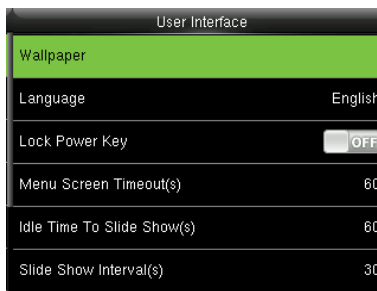 User Interface
Wallpaper
Language English
Lock Power Key OFF
Menu Screen Timeout(s) 60
Idle Time To Slide Show(s) 60
Slide Show Interval(s) 30